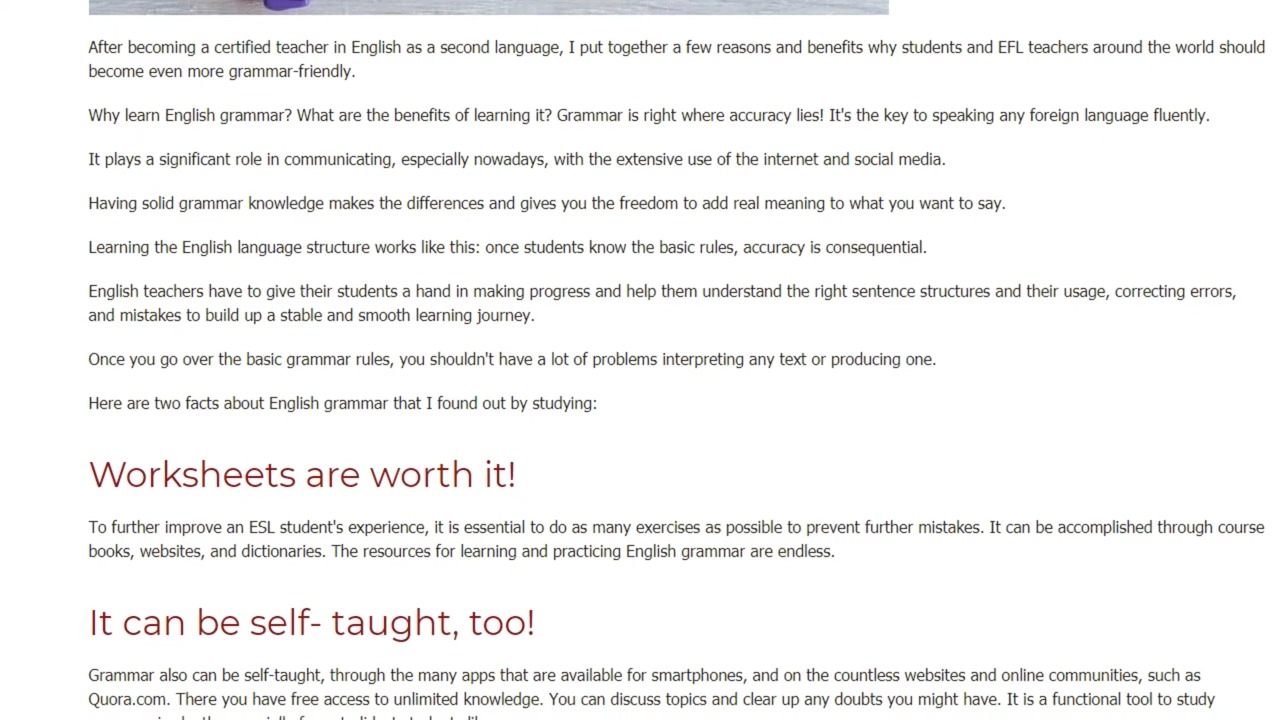 After becoming a certified teacher in English as a second language, I put together a few reasons and benefits why students and EFL teachers around the world should
become even more grammar-friendly.
Why learn English grammar? What are the benefits of learning it? Grammar is right where accuracy lies! It's the key to speaking any foreign language fluently.
It plays a significant role in communicating, especially nowadays, with the extensive use of the internet and social media.
Having solid grammar knowledge makes the differences and gives you the freedom to add real meaning to what you want to say.
Learning the English language structure works like this: once students know the basic rules, accuracy is consequential.
English teachers have to give their students a hand in making progress and help them understand the right sentence structures and their usage, correcting errors,
and mistakes to build up a stable and smooth learning journey.
Once you go over the basic grammar rules, you shouldn't have a lot of problems interpreting any text or producing one.
Here are two facts about English grammar that I found out by studying:
Worksheets are worth it!
To further improve an ESL student's experience, it is essential to do as many exercises as possible to prevent further mistakes. It can be accomplished through course
books, websites, and dictionaries. The resources for learning and practicing English grammar are endless.
It can be self- taught, too!
Grammar also can be self-taught, through the many apps that are available for smartphones, and on the countless websites and online communities, such as
Quora.com. There you have free access to unlimited knowledge. You can discuss topics and clear up any doubts you might have. It is a functional tool to study